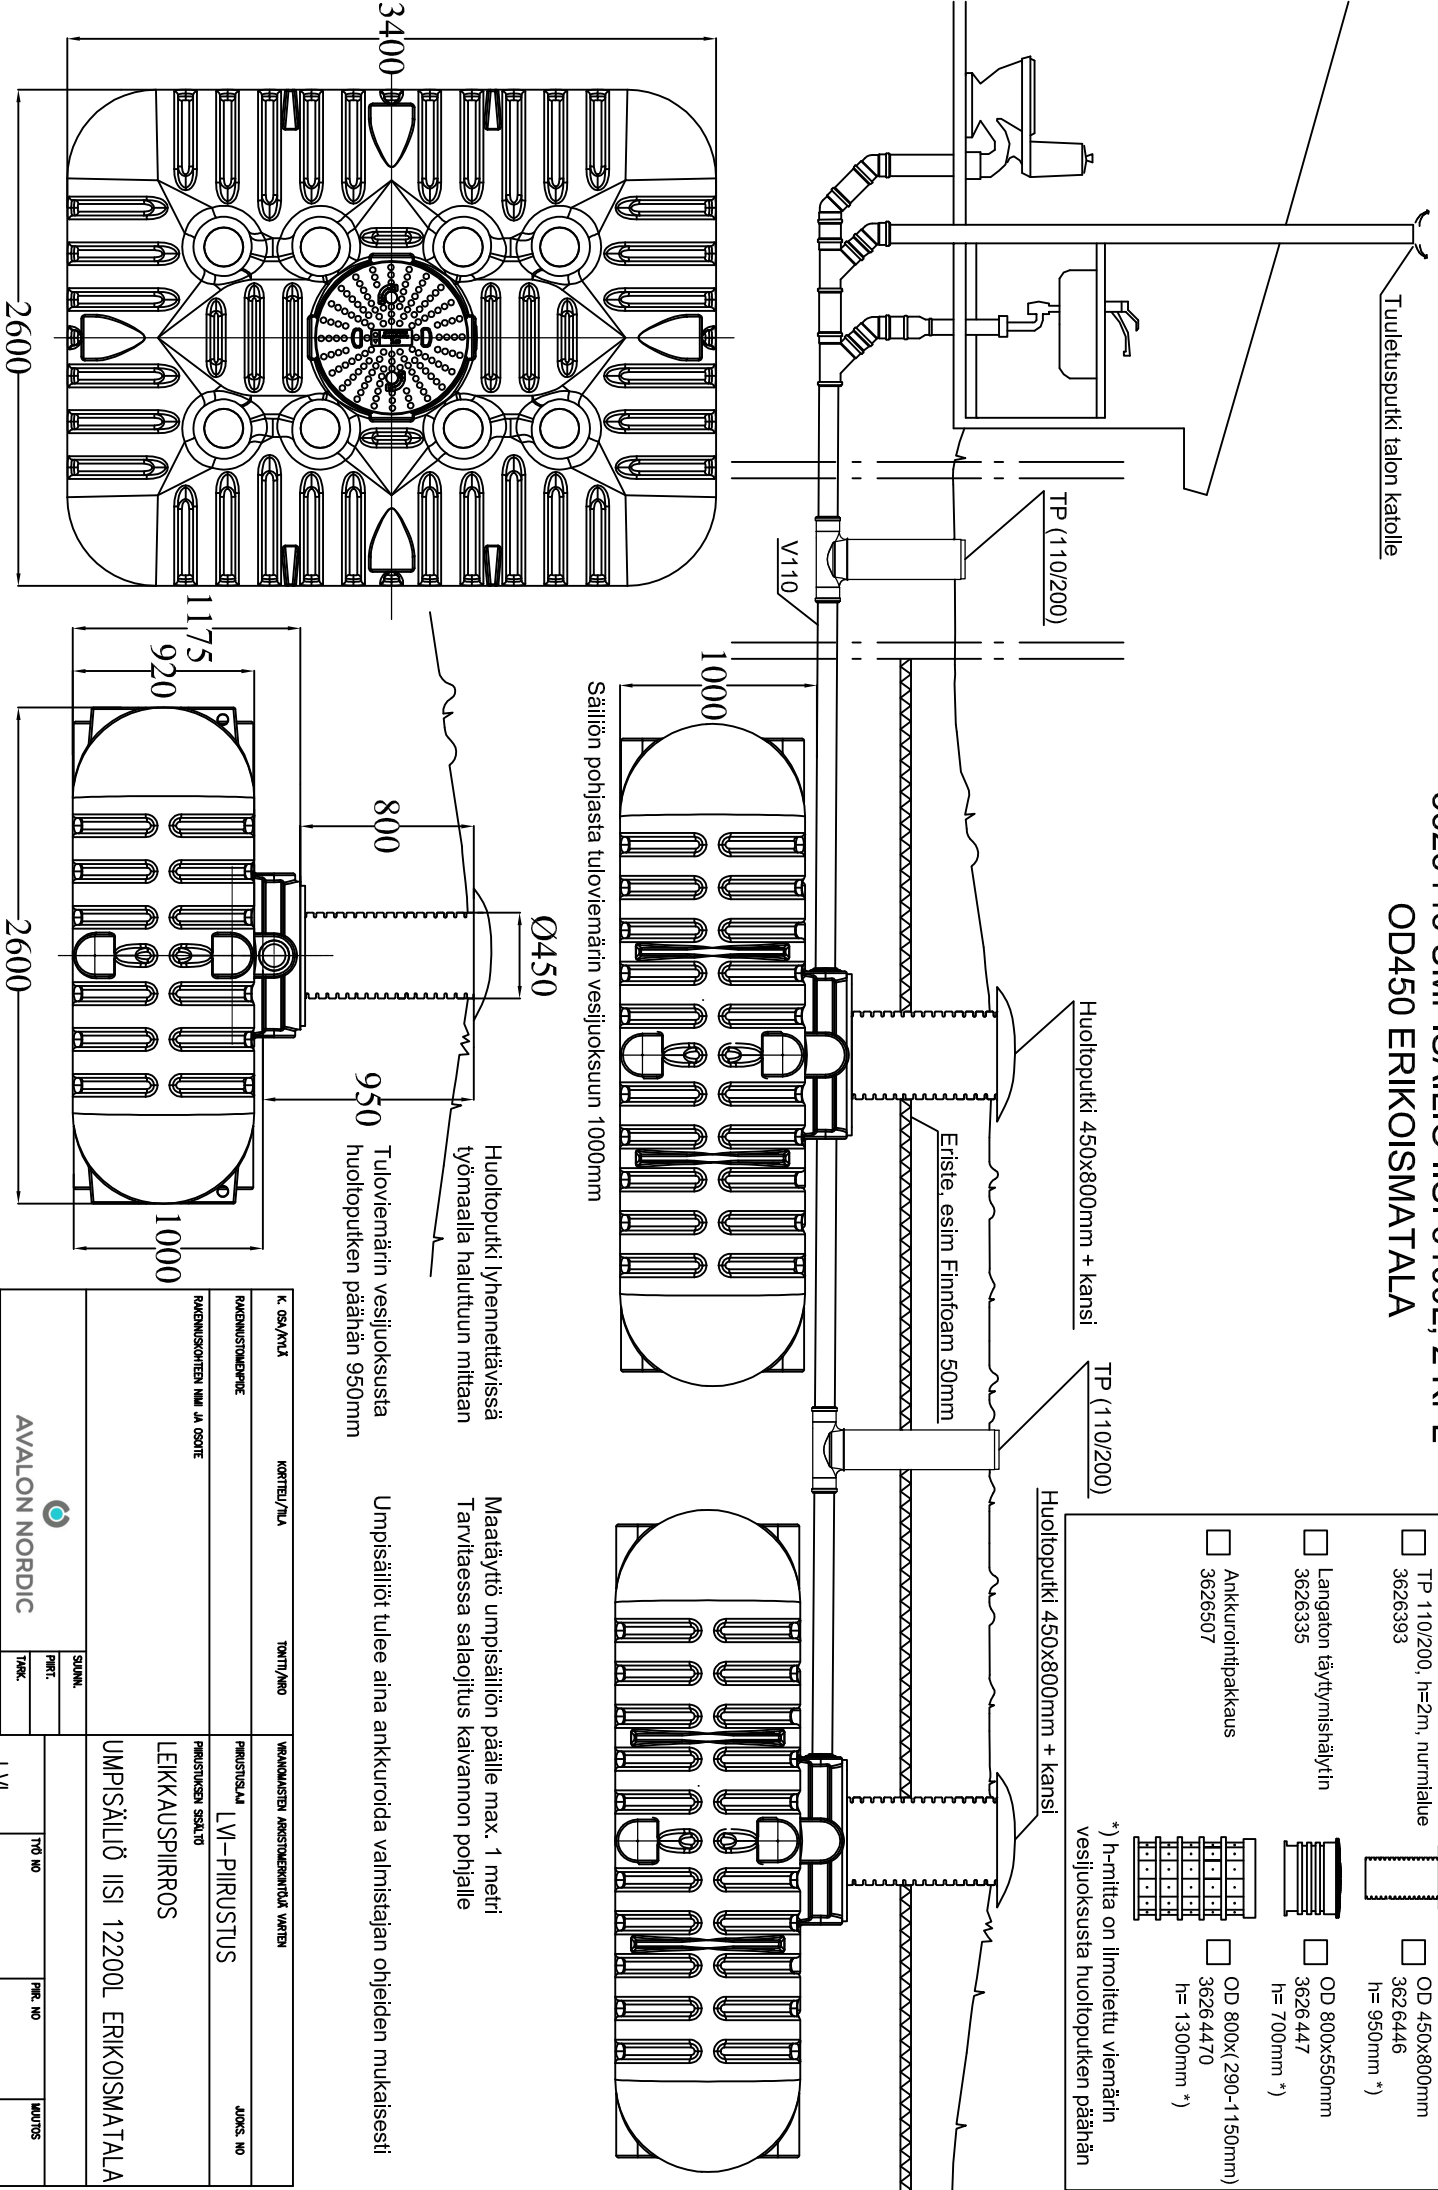 OD450 ERIKOISMATALA
Tuuletusputki talon katolle
TP (110/200)
V110
Huoltoputki 450x800mm + kansi
Eriste, esim Finnfoam 50mm
TP (110/200)
Huoltoputki 450x800mm + kansi
TP 110/200, h=2m, nurmialue
3626393
Langaton täyttymishälytin
3626335
Ankkurointipakkaus
3626507
OD 450x800mm
3626446
h= 950mm *)
OD 800x550mm
3626 447
h= 700mm *)
OD 800x( 290-1150mm)
3626 4470
h= 1300mm *)
*) h-mitta on ilmoitettu viemärin
vesijuoksusta huoltoputken päähän
1000
Säiliön pohjasta tuloviemärin vesijuoksuun 1000mm
3400
2600
1175
920
800
Ø450
950
2600
1000
Huoltoputki lyhennettävissä
työmaalla haluttuun mittaan
Tuloviemärin vesijuoksusta
huoltoputken päähän 950mm
Maatäyttö umpisäiliön päälle max. 1 metri
Tarvitaessa salaojitus kaivannon pohjalle
Umpisäiliöt tulee aina ankkuroida valmistajan ohjeiden mukaisesti
K. OSA/KYLÄ
KORTTELI/TILA
TONTTI/NRO
VIRANOMAISTEN ARKISTOMERKINTÖJÄ VARTEN
RAKENNUSTOIMENPIDE
PIIRUSTUSLAJI
LVI-PIIRUSTUS
JUOKS. NO
RAKENNUSKOHTEEN NIMI JA OSOITE
PIIRUSTUKSEN SISÄLTÖ
LEIKKAUSPIIRROS
UMPISÄILIÖ IISI 12200L ERIKOISMATALA
AVALON NORDIC
SUUNN.
PIIRT.
TARK.
TYÖ NO
PIIR. NO
MUUTOS